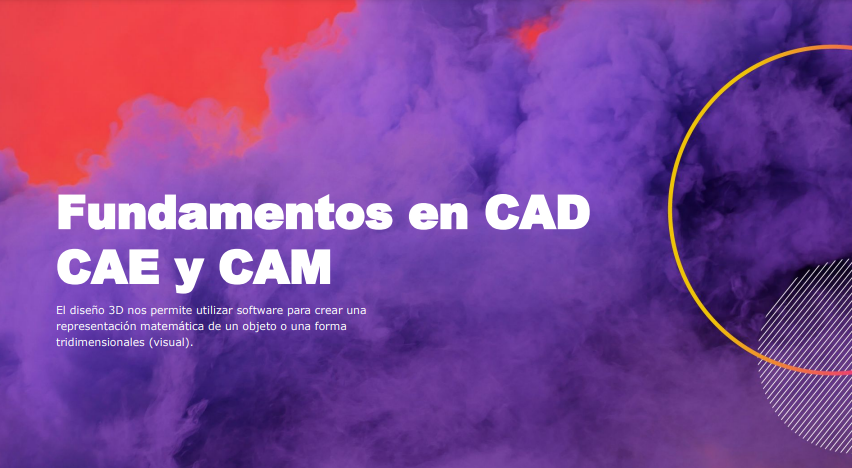 Fundamentos en CAD
CAE y CAM
El diseño 3D nos permite utilizar software para crear una
representación matemática de un objeto o una forma
tridimensionales (visual).